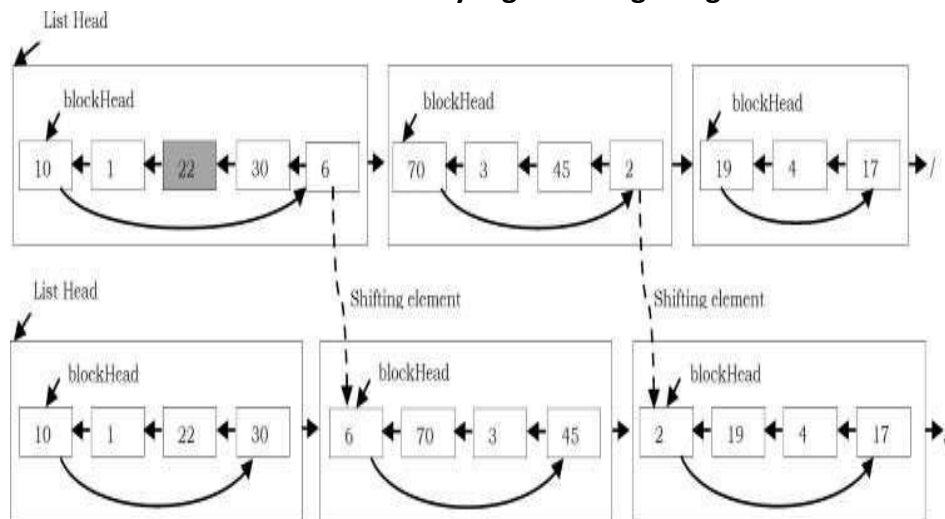 List Head
blockHead
blockHead
blockHead
10 1 22 30 6 70 3 45 2 19 4 17 /
List Head
Shifting element
Shifting element
blockHead
blockHead
blockHead
10 1 22 30 6 70 3 45 2 19 4 17